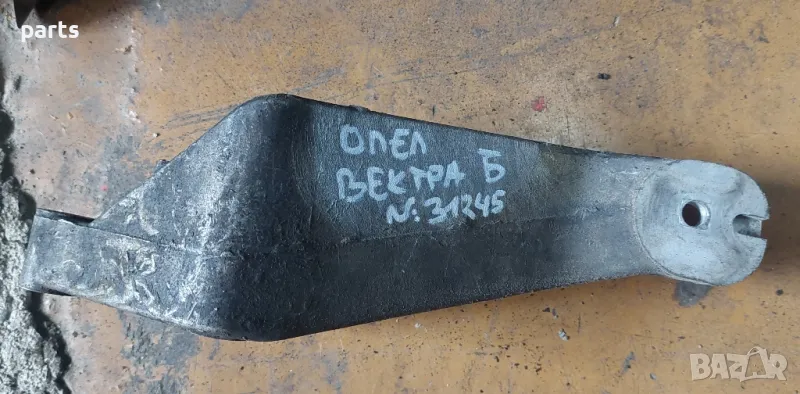 parts
ОПЕЛ
ВЕКТРА Б
N: 31245
BAZAR